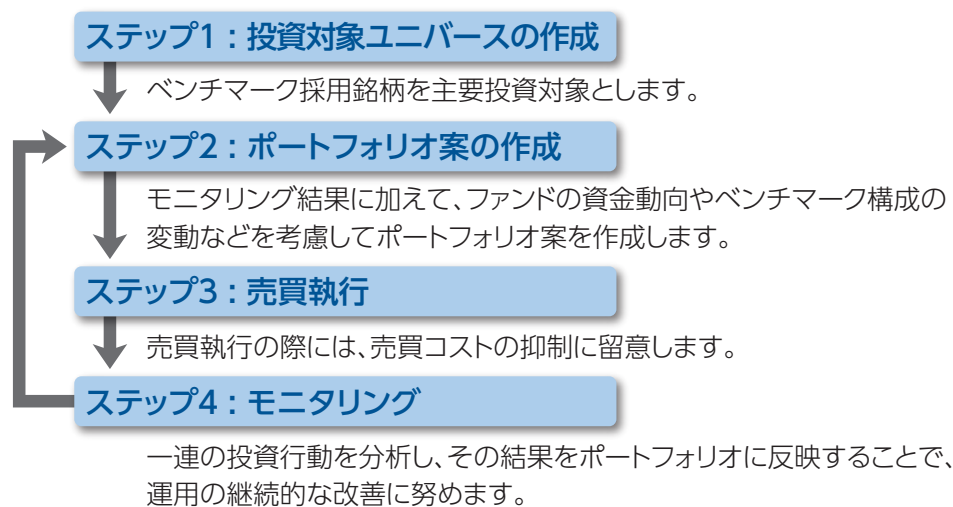 ステップ1：投資対象ユニバースの作成
ベンチマーク採用銘柄を主要投資対象とします。
ステップ2：ポートフォリオ案の作成
モニタリング結果に加えて、ファンドの資金動向やベンチマーク構成の
変動などを考慮してポートフォリオ案を作成します。
ステップ3：売買執行
売買執行の際には、売買コストの抑制に留意します。
ステップ4：モニタリング
一連の投資行動を分析し、その結果をポートフォリオに反映することで、
運用の継続的な改善に努めます。